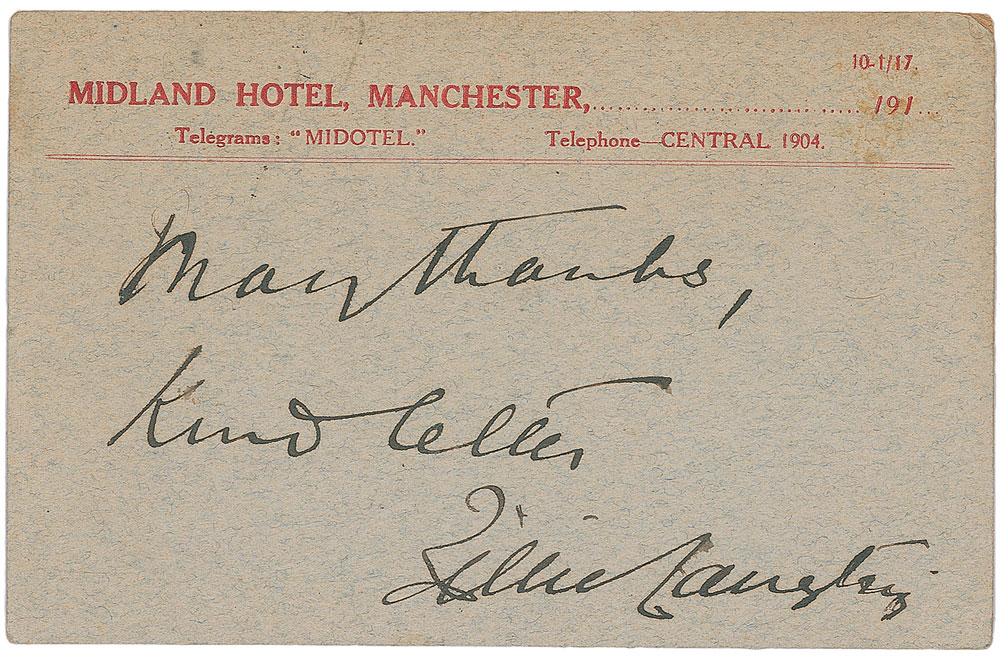 10-1/17.
MIDLAND HOTEL, MANCHESTER,..............................191...
Telegrams: "MIDOTEL." Telephone—CENTRAL 1904.
Many thanks,
Kind letter
Lillie Langtry